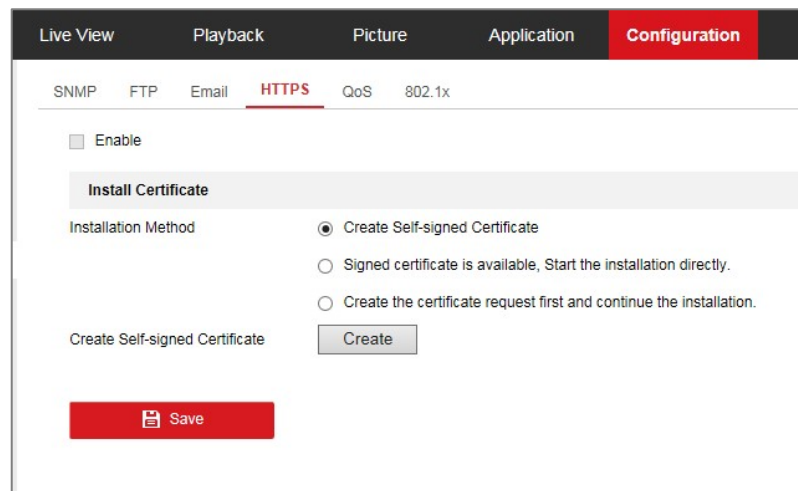 Live View Playback Picture Application Configuration
SNMP FTP Email HTTPS QoS 802.1x
Enable
Install Certificate
Installation Method Create Self-signed Certificate
Signed certificate is available, Start the installation directly.
Create the certificate request first and continue the installation.
Create Self-signed Certificate Create
Save